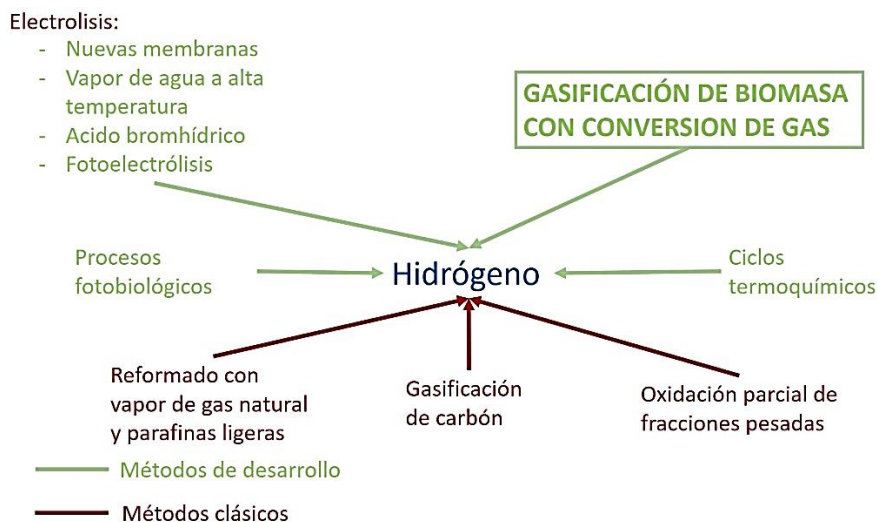 Electrolisis:
- Nuevas membranas
- Vapor de agua a alta
temperatura
- Acido bromhídrico
- Fotoelectrólisis
GASIFICACIÓN DE BIOMASA
CON CONVERSION DE GAS
Procesos
fotobiológicos
Hidrógeno
Ciclos
termoquímicos
Reformado con
vapor de gas natural
y parafinas ligeras
Gasificación
de carbón
Oxidación parcial de
fracciones pesadas
Métodos de desarrollo
Métodos clásicos